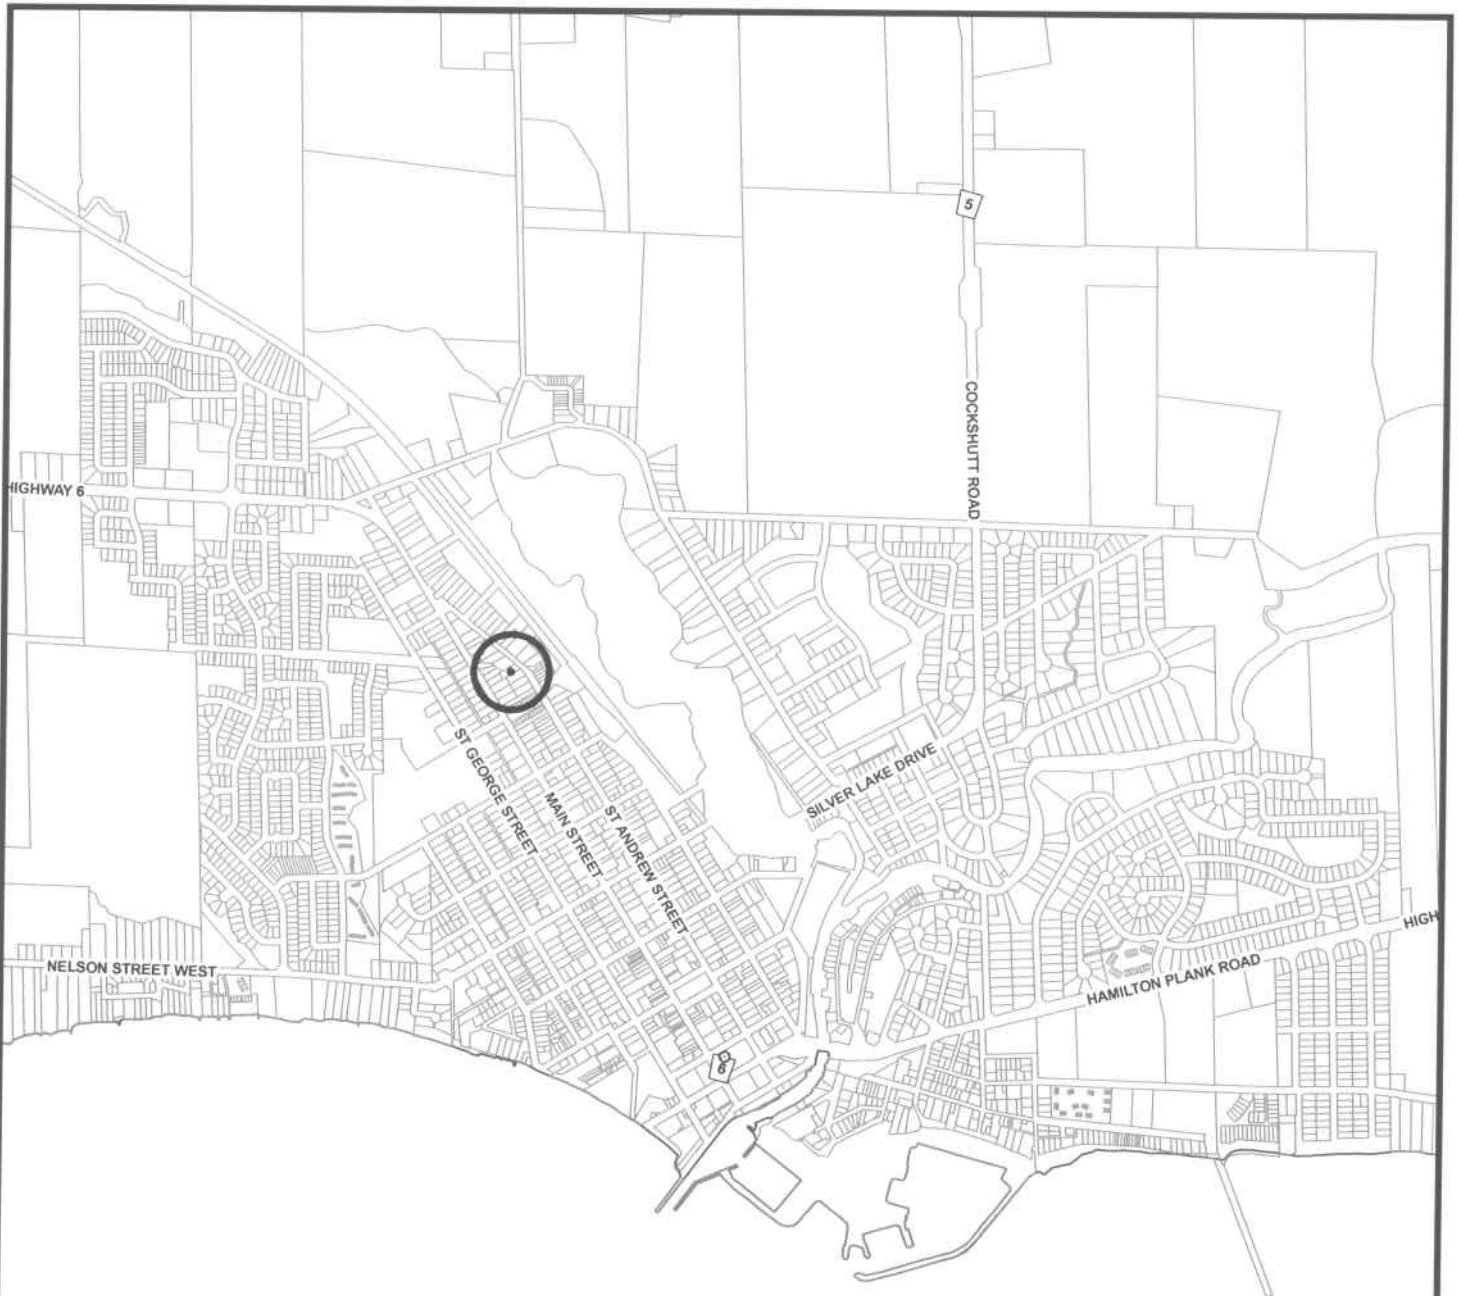 5
COCKSHUTT ROAD
HIGHWAY 6
ST GEORGE STREET
MAIN STREET
ST ANDREW STREET
SILVER LAKE DRIVE
HIGH
NELSON STREET WEST
HAMILTON PLANK ROAD
6